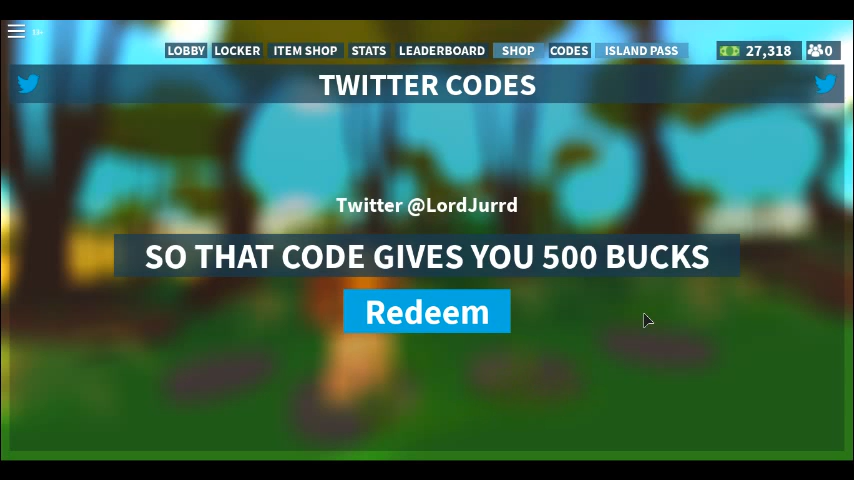 LOBBY LOCKER ITEM SHOP STATS LEADERBOARD SHOP CODES ISLAND PASS 27,318 0
TWITTER CODES
Twitter @LordJurrd
SO THAT CODE GIVES YOU 500 BUCKS
Redeem